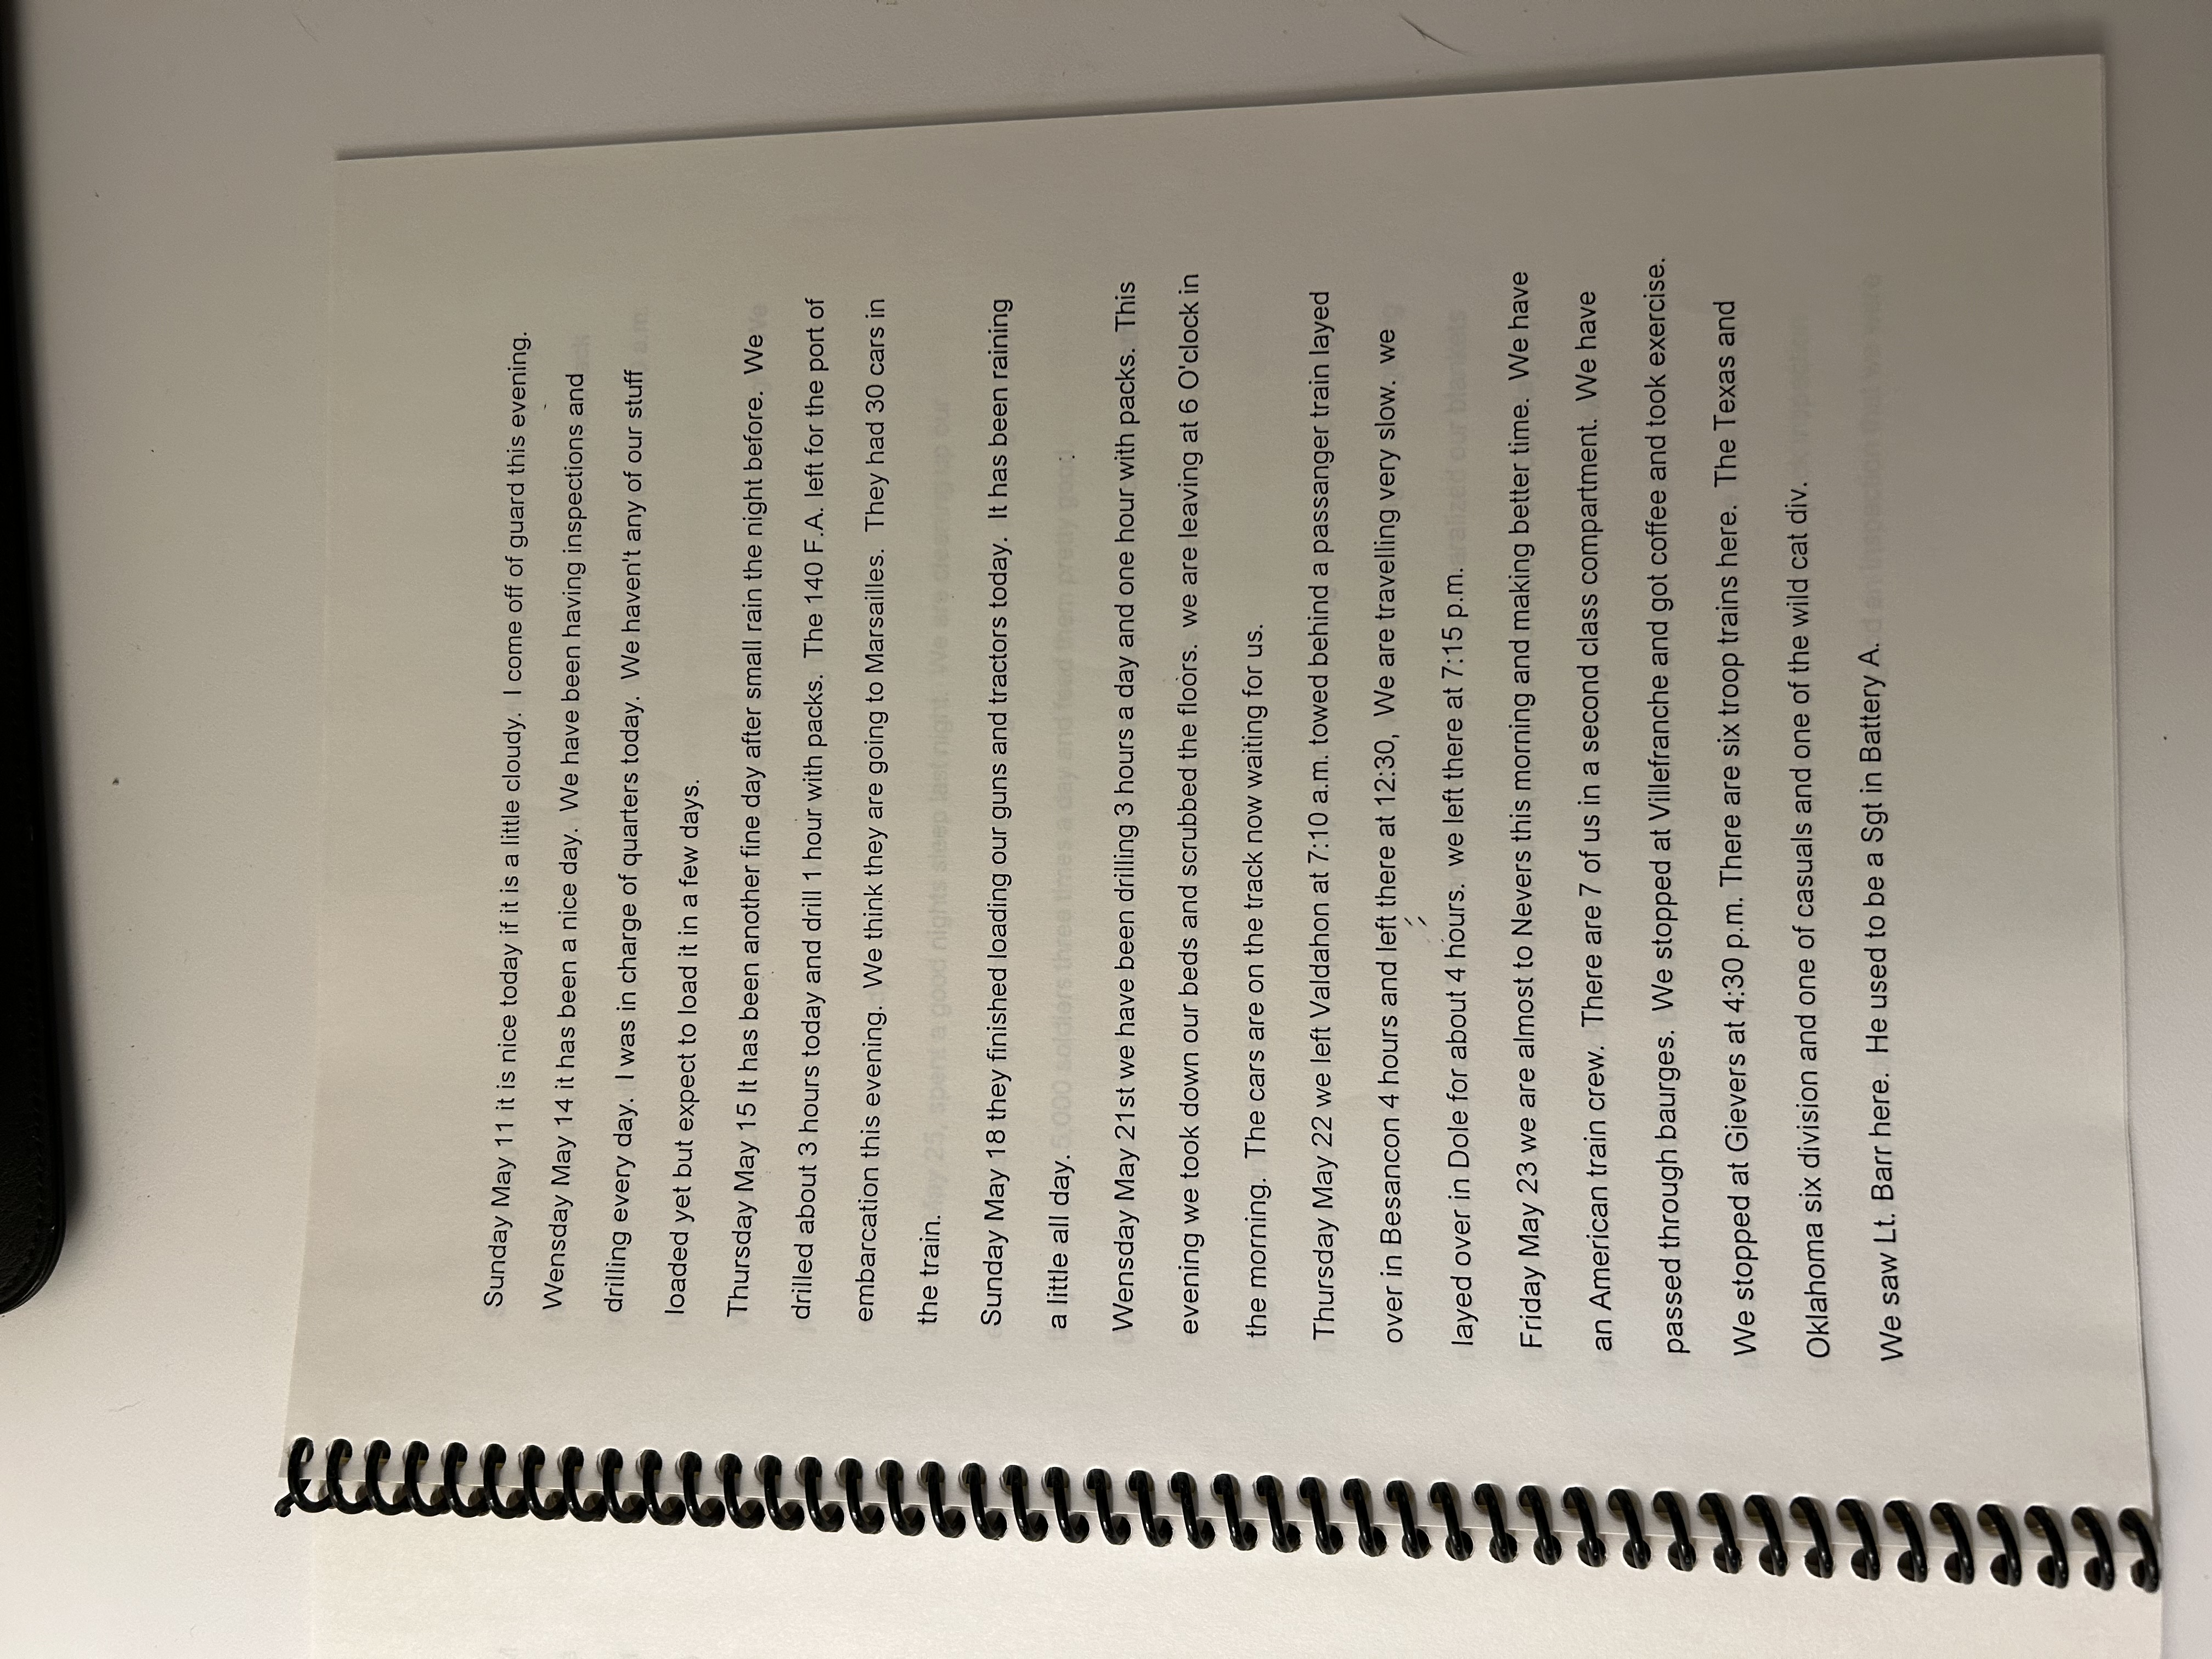 Sunday May 11 it is nice today if it is a little cloudy.  I come off of guard this evening.
Wensday May 14 it has been a nice day.  We have been having inspections and
drilling every day.  I was in charge of quarters today.  We haven't any of our stuff
loaded yet but expect to load it in a few days.
Thursday May 15 It has been another fine day after small rain the night before.  We
drilled about 3 hours today and drill 1 hour with packs.  The 140 F.A. left for the port of
embarcation this evening.  We think they are going to Marsailles.  They had 30 cars in
the train.
Sunday May 18 they finished loading our guns and tractors today.  It has been raining
a little all day.
Wensday May 21st we have been drilling 3 hours a day and one hour with packs.  This
evening we took down our beds and scrubbed the floors.  we are leaving at 6 O'clock in
the morning.  The cars are on the track now waiting for us.
Thursday May 22 we left Valdahon at 7:10 a.m. towed behind a passanger train layed
over in Besancon 4 hours and left there at 12:30,  We are travelling very slow.  we
layed over in Dole for about 4 hours.  we left there at 7:15 p.m.
Friday May 23 we are almost to Nevers this morning and making better time.  We have
an American train crew.  There are 7 of us in a second class compartment.  We have
passed through baurges.  We stopped at Villefranche and got coffee and took exercise.
We stopped at Gievers at 4:30 p.m. There are six troop trains here.  The Texas and
Oklahoma six division and one of casuals and one of the wild cat div.
We saw Lt. Barr here.  He used to be a Sgt in Battery A.